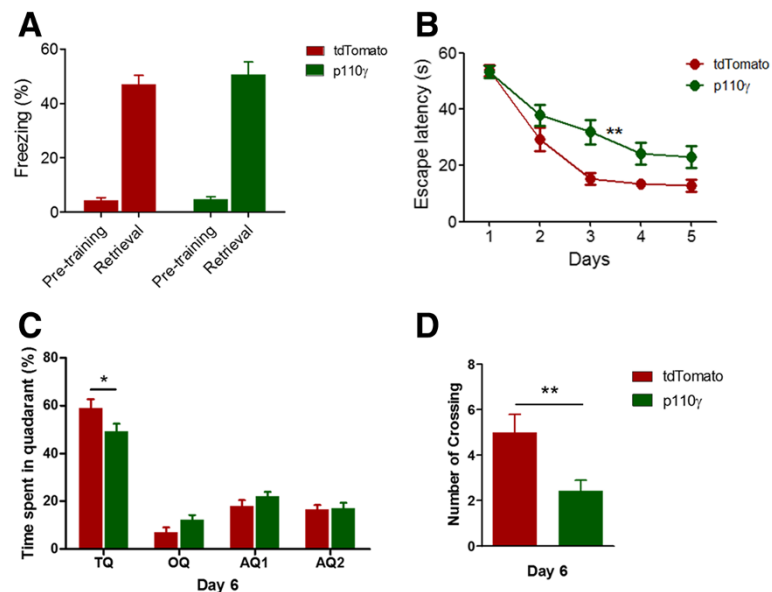 A
Freezing (%)
60
40
20
0
Pre-training
Retrieval
Pre-training
Retrieval
tdTomato
p110γ
B
Escape latency (s)
60
40
20
0
**
1 2 3 4 5
Days
tdTomato
p110γ
C
Time spent in quadarant (%)
80
60
40
20
0
*
TQ OQ AQ1 AQ2
Day 6
D
Number of Crossing
8
6
4
2
0
**
Day 6
tdTomato
p110γ